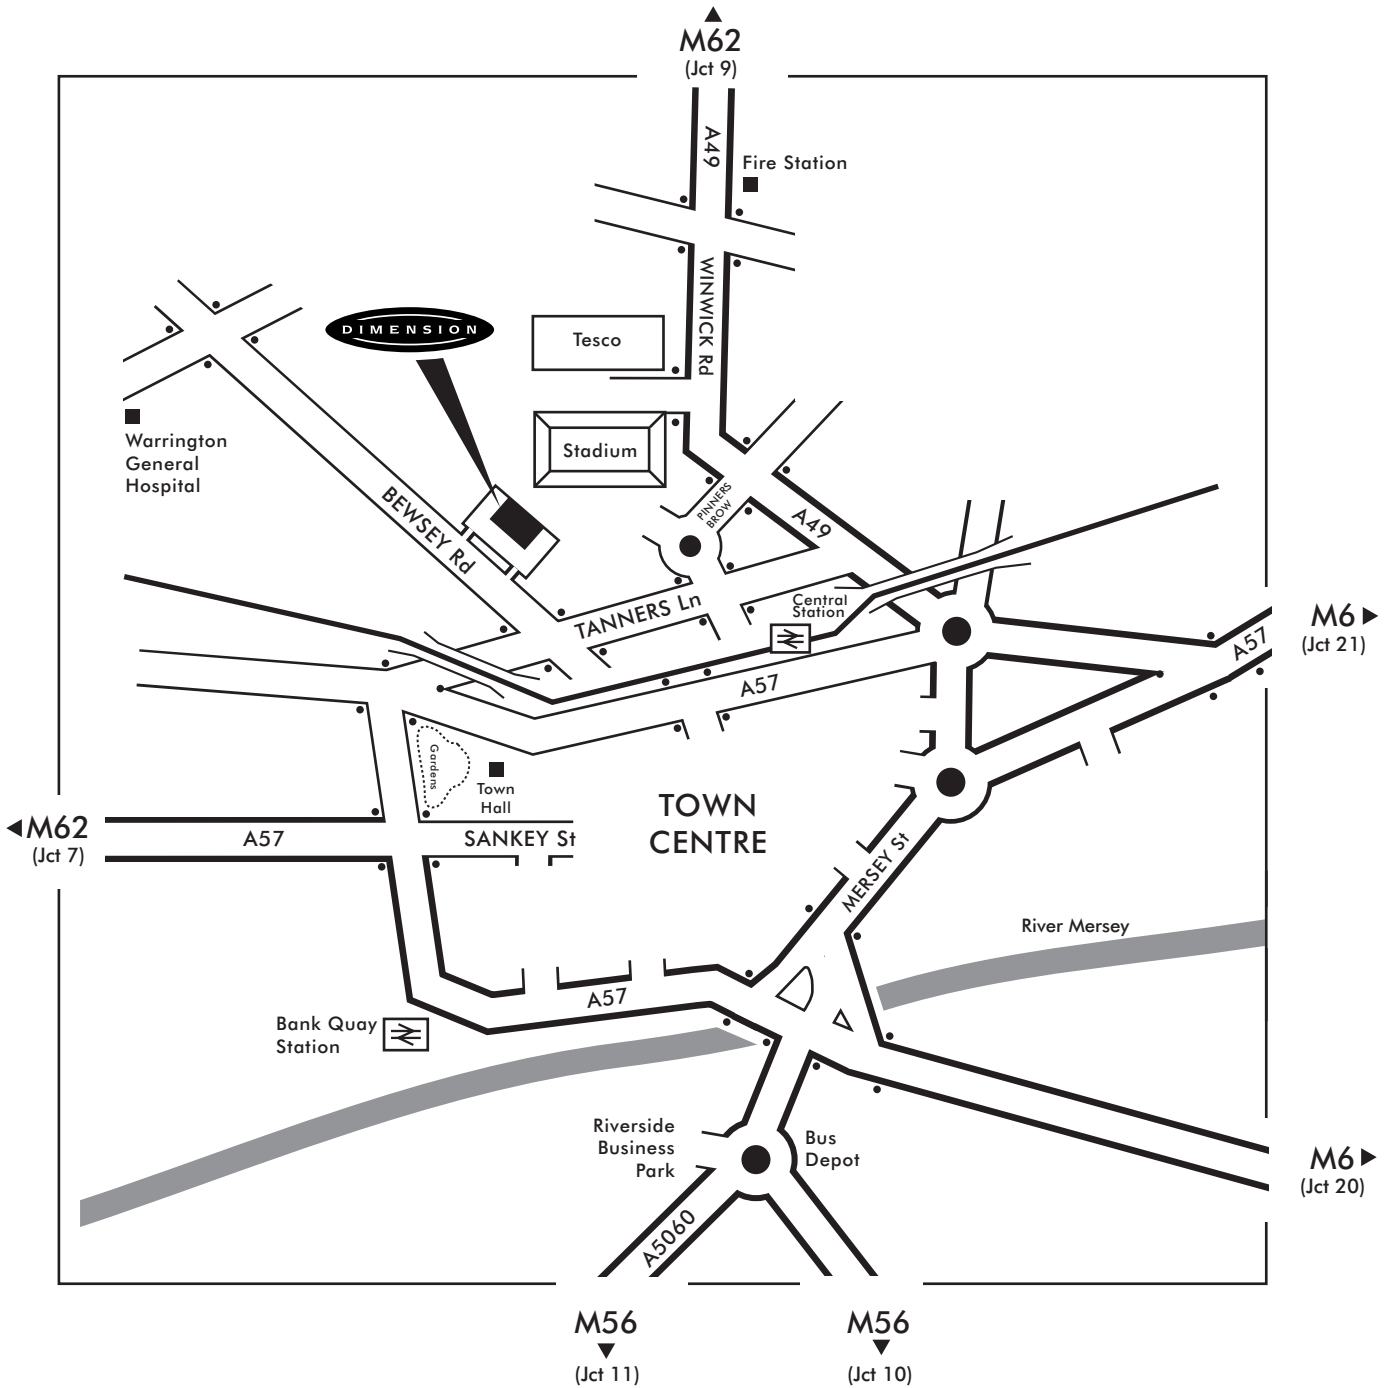 M62
(Jct 9)
A49
Fire Station
WINWICK Rd
DIMENSION
Tesco
Warrington
General
Hospital
Stadium
BEWSEY Rd
PINNERS
BROW
A49
TANNERS Ln
Central
Station
M6
(Jct 21)
A57
A57
Gardens
Town
Hall
TOWN
CENTRE
M62
(Jct 7)
A57
SANKEY St
MERSEY St
River Mersey
A57
Bank Quay
Station
Riverside
Business
Park
Bus
Depot
M6
(Jct 20)
A5060
M56
(Jct 11)
M56
(Jct 10)